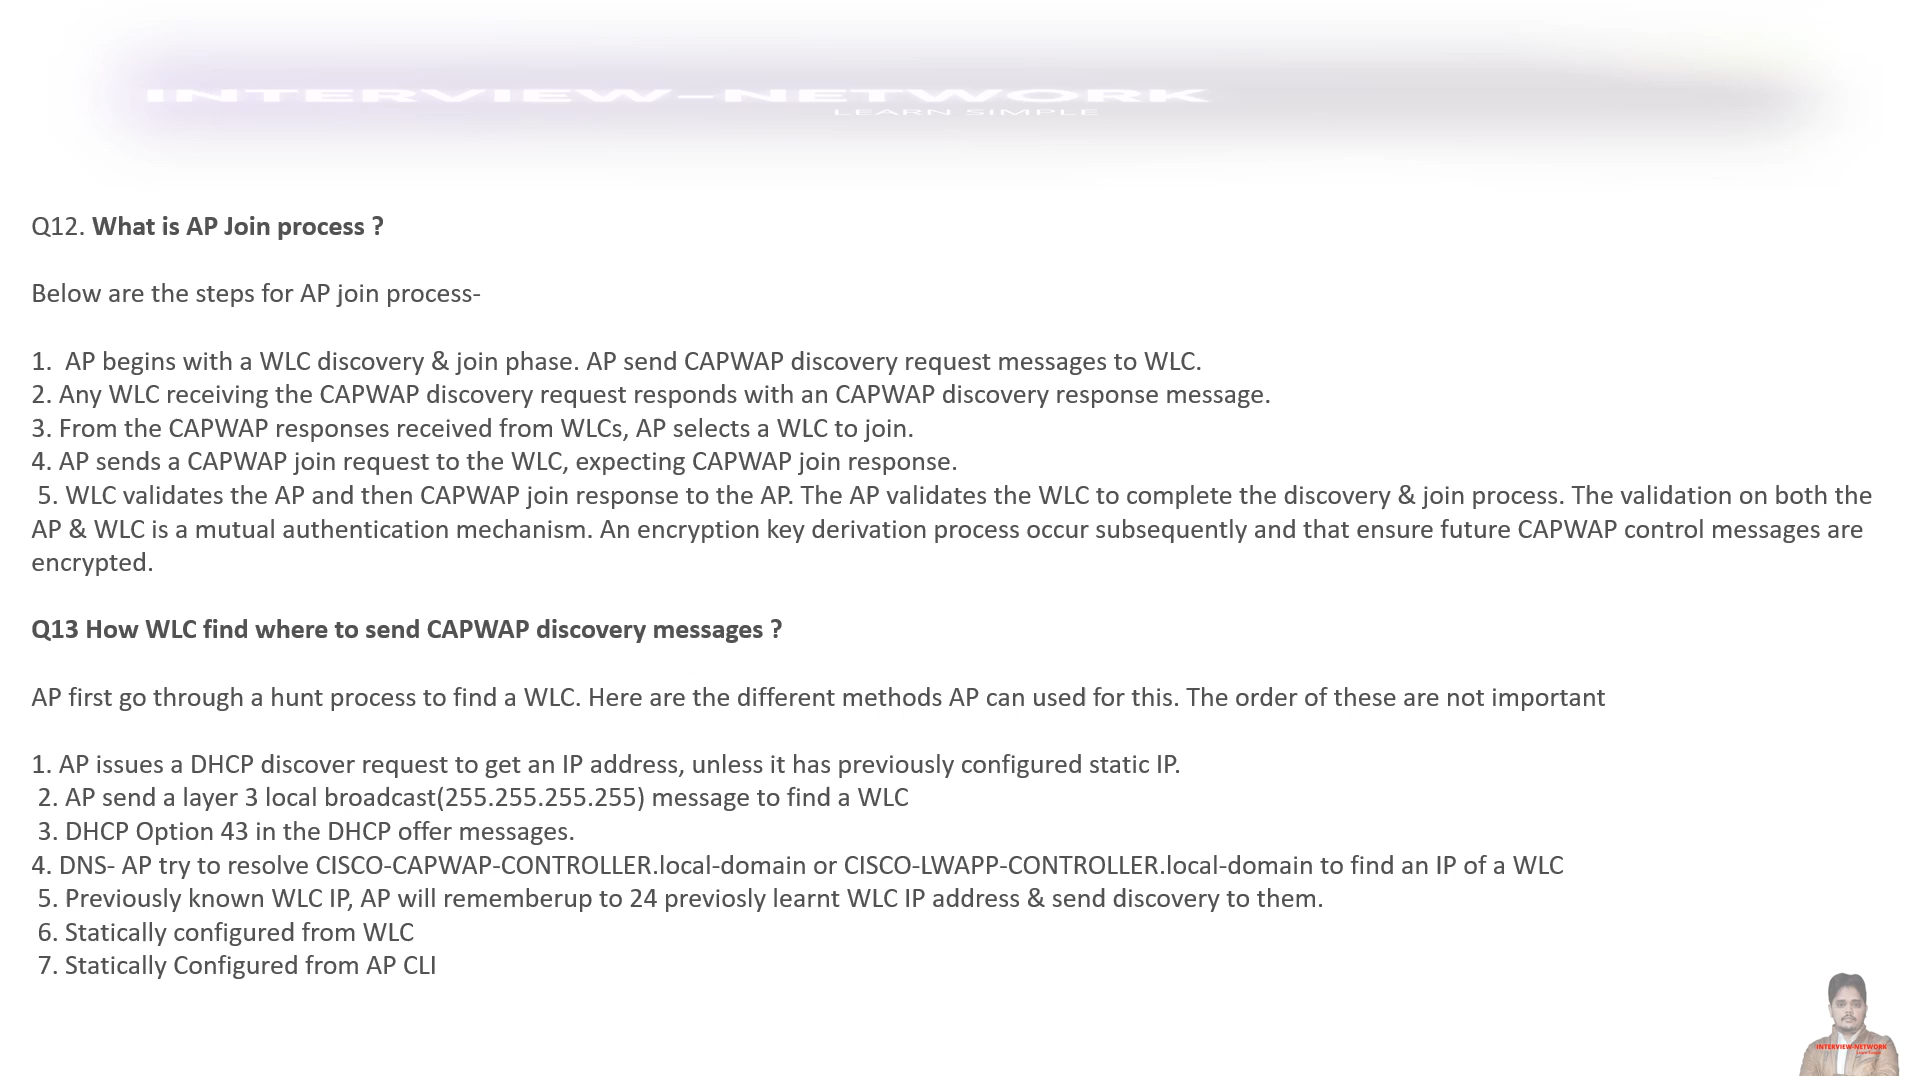 INTERVIEW-NETWORK
LEARN SIMPLE
Q12. What is AP Join process ?
Below are the steps for AP join process-
1.  AP begins with a WLC discovery & join phase. AP send CAPWAP discovery request messages to WLC.
2. Any WLC receiving the CAPWAP discovery request responds with an CAPWAP discovery response message.
3. From the CAPWAP responses received from WLCs, AP selects a WLC to join.
4. AP sends a CAPWAP join request to the WLC, expecting CAPWAP join response.
5. WLC validates the AP and then CAPWAP join response to the AP. The AP validates the WLC to complete the discovery & join process. The validation on both the
AP & WLC is a mutual authentication mechanism. An encryption key derivation process occur subsequently and that ensure future CAPWAP control messages are
encrypted.
Q13 How WLC find where to send CAPWAP discovery messages ?
AP first go through a hunt process to find a WLC. Here are the different methods AP can used for this. The order of these are not important
1. AP issues a DHCP discover request to get an IP address, unless it has previously configured static IP.
2. AP send a layer 3 local broadcast(255.255.255.255) message to find a WLC
3. DHCP Option 43 in the DHCP offer messages.
4. DNS- AP try to resolve CISCO-CAPWAP-CONTROLLER.local-domain or CISCO-LWAPP-CONTROLLER.local-domain to find an IP of a WLC
5. Previously known WLC IP, AP will rememberup to 24 previosly learnt WLC IP address & send discovery to them.
6. Statically configured from WLC
7. Statically Configured from AP CLI
INTERVIEW-NETWORK